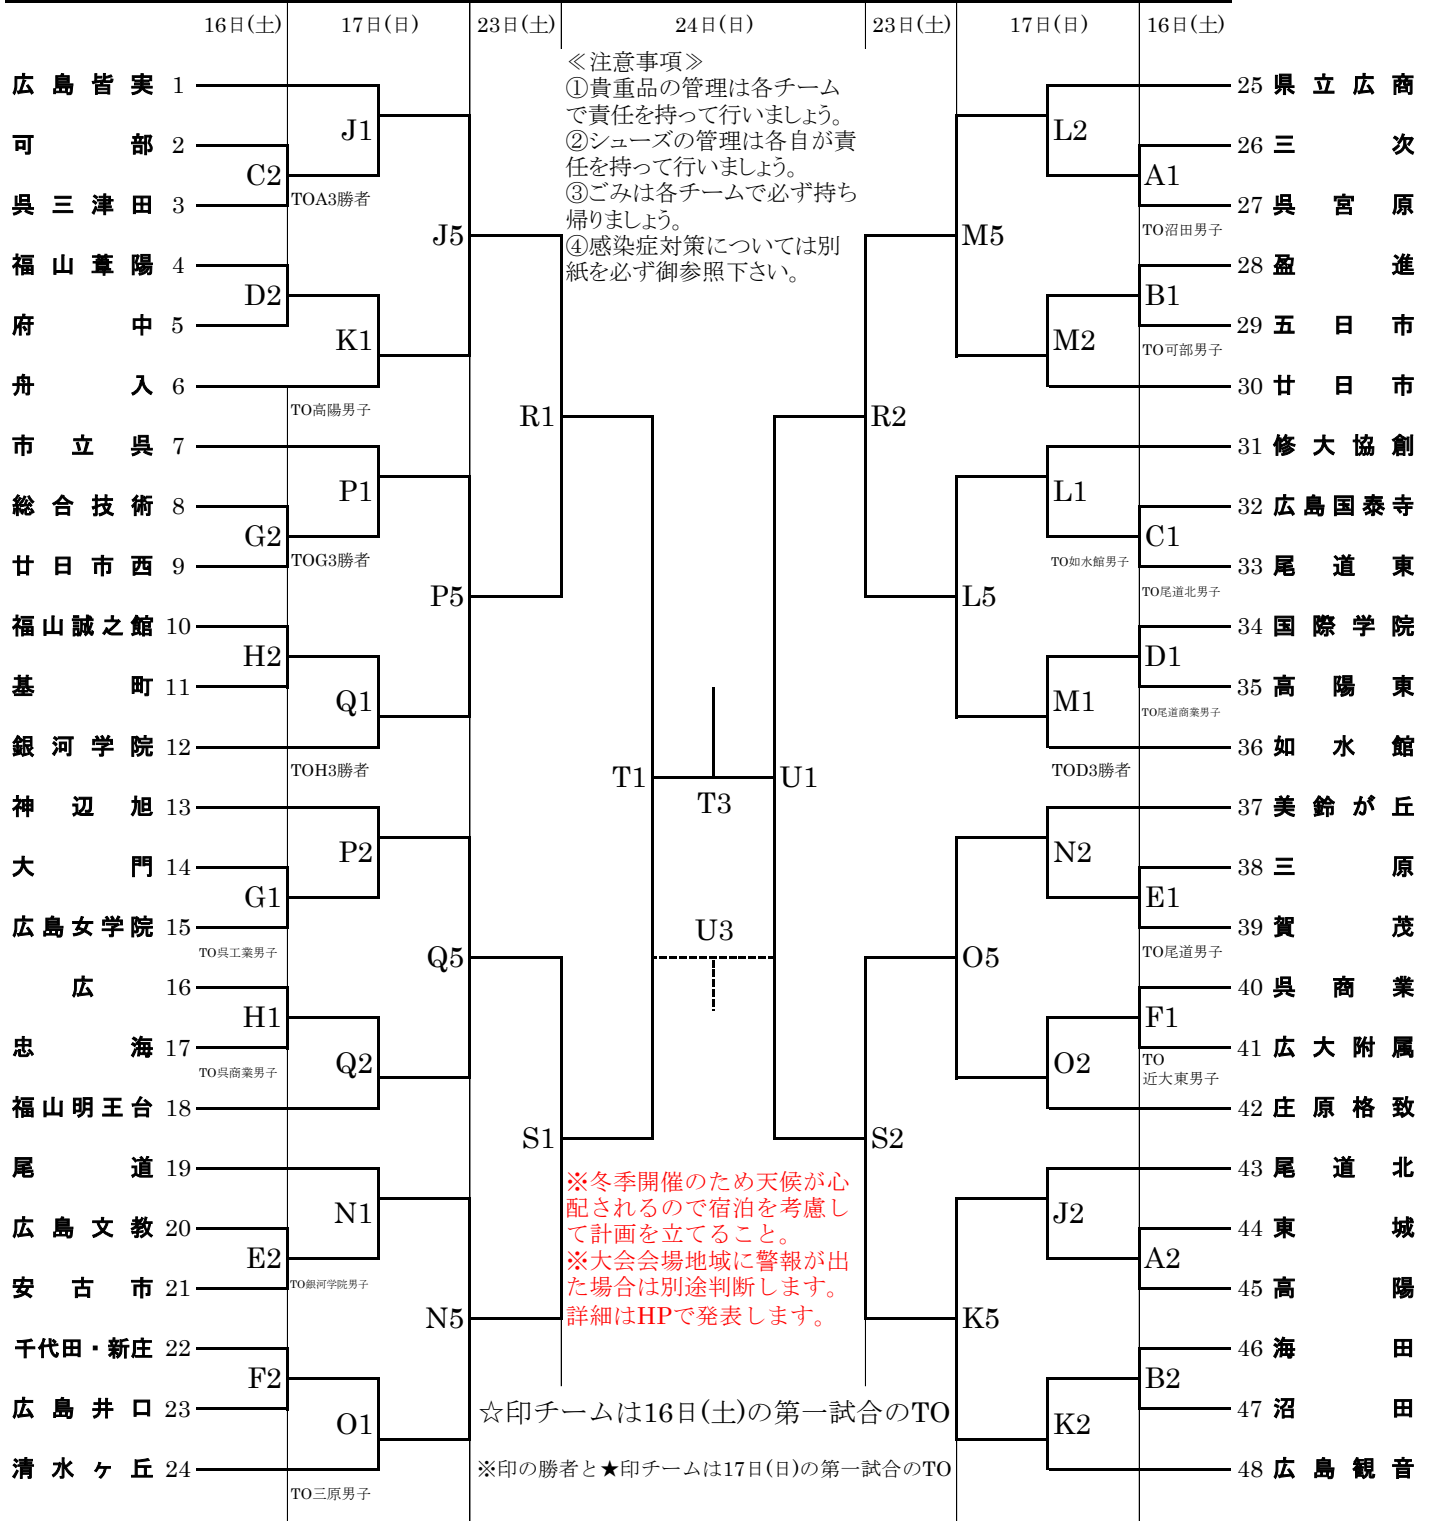 16日(土) 17日(日) 23日(土) 24日(日) 23日(土) 17日(日) 16日(土)
≪注意事項≫
①貴重品の管理は各チーム
で責任を持って行いましょう。
②シューズの管理は各自が責
任を持って行いましょう。
③ごみは各チームで必ず持ち
帰りましょう。
④感染症対策については別
紙を必ず御参照下さい。
広島皆実 1
J1
可部 2
C2
呉三津田 3
TOA3勝者
J5
福山葦陽 4
D2
府中 5
K1
舟入 6
TO高陽男子
R1
市立呉 7
P1
総合技術 8
G2
廿日市西 9
TOG3勝者
P5
福山誠之館 10
H2
基町 11
Q1
銀河学院 12
TOH3勝者
T1
神辺旭 13
P2
大門 14
G1
広島女学院 15
TO呉工業男子
Q5
広 16
H1
忠海 17
TO呉商業男子
Q2
福山明王台 18
S1
尾道 19
N1
広島文教 20
E2
安古市 21
TO銀河学院男子
N5
千代田・新庄 22
F2
広島井口 23
O1
清水ヶ丘 24
TO三原男子
T3
U3
U1
25 県立広商
L2
26 三次
A1
27 呉宮原
TO沼田男子
M5
28 盈進
B1
29 五日市
M2
TO可部男子
30 廿日市
R2
31 修大協創
L1
32 広島国泰寺
C1
TO如水館男子
33 尾道東
TO尾道北男子
L5
34 国際学院
D1
35 高陽東
M1
TO尾道商業男子
36 如水館
TOD3勝者
37 美鈴が丘
N2
38 三原
E1
39 賀茂
TO尾道男子
O5
40 呉商業
F1
41 広大附属
O2
TO
近大東男子
42 庄原格致
S2
43 尾道北
J2
44 東城
A2
45 高陽
K5
46 海田
B2
47 沼田
K2
48 広島観音
※冬季開催のため天候が心
配されるので宿泊を考慮し
て計画を立てること。
※大会会場地域に警報が出
た場合は別途判断します。
詳細はHPで発表します。
☆印チームは16日(土)の第一試合のTO
※印の勝者と★印チームは17日(日)の第一試合のTO